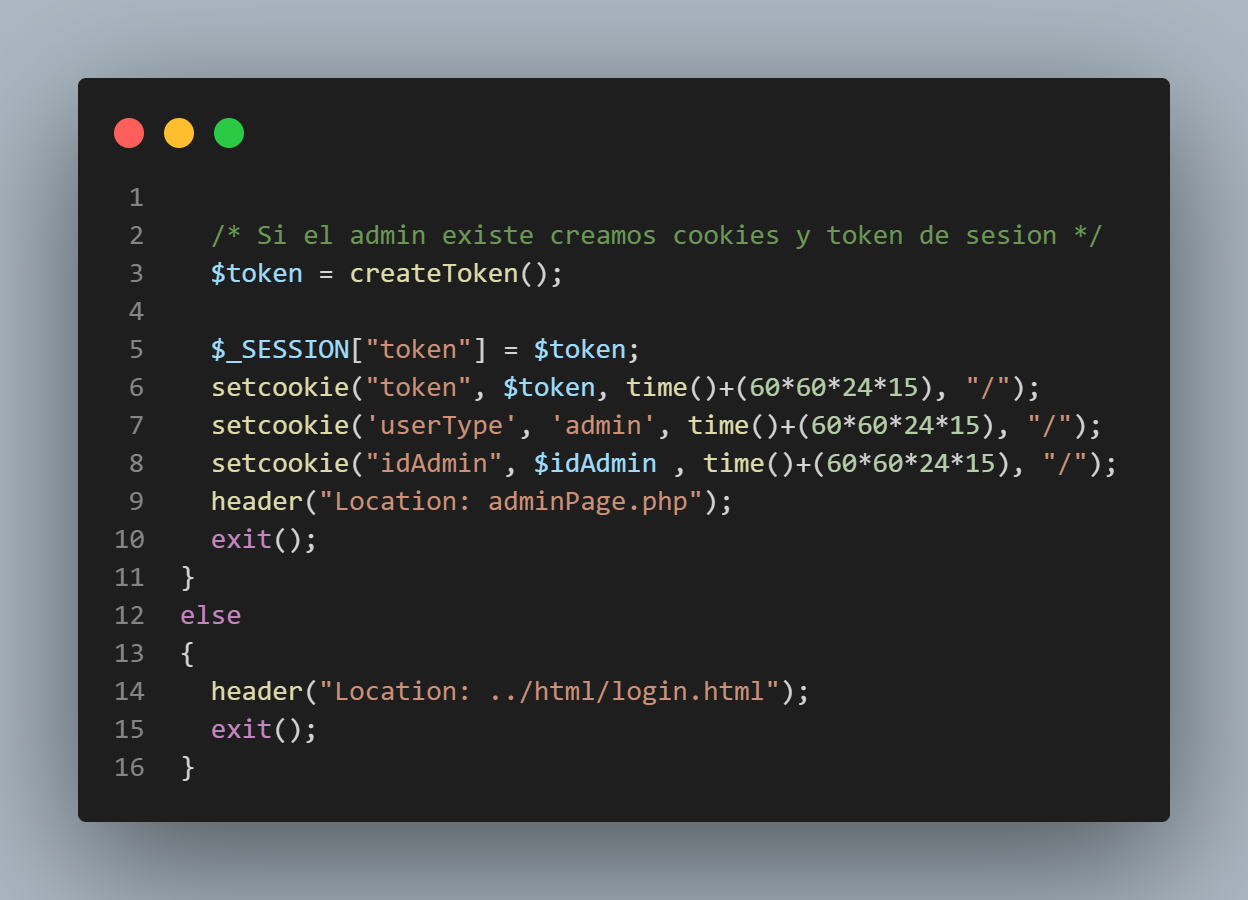 1
2 /* Si el admin existe creamos cookies y token de sesion */
3 $token = createToken();
4
5 $_SESSION["token"] = $token;
6 setcookie("token", $token, time()+(60*60*24*15), "/");
7 setcookie('userType', 'admin', time()+(60*60*24*15), "/");
8 setcookie("idAdmin", $idAdmin , time()+(60*60*24*15), "/");
9 header("Location: adminPage.php");
10 exit();
11 }
12 else
13 {
14 header("Location: ../html/login.html");
15 exit();
16 }